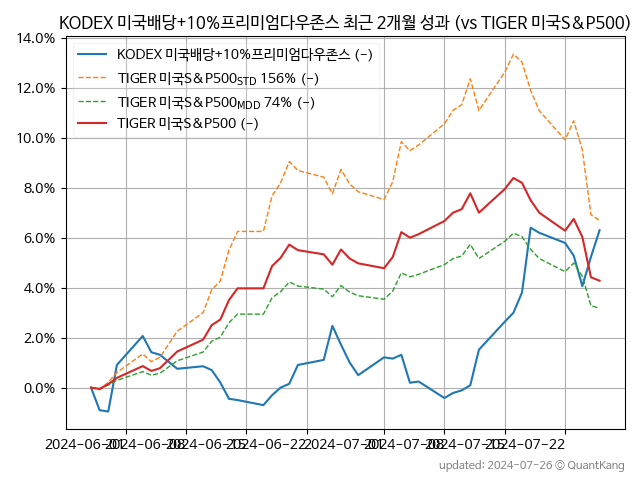 KODEX 미국배당+10%프리미엄다우존스 최근 2개월 성과 (vs TIGER 미국S&P500)
14.0%
12.0%
10.0%
8.0%
6.0%
4.0%
2.0%
0.0%
KODEX 미국배당+10%프리미엄다우존스 (-)
TIGER 미국S&P500STD 156% (-)
TIGER 미국S&P500MDD 74% (-)
TIGER 미국S&P500 (-)
2024-06-01 2024-06-08 2024-06-15 2024-06-22 2024-07-01 2024-07-08 2024-07-15 2024-07-22
updated: 2024-07-26 © QuantKang